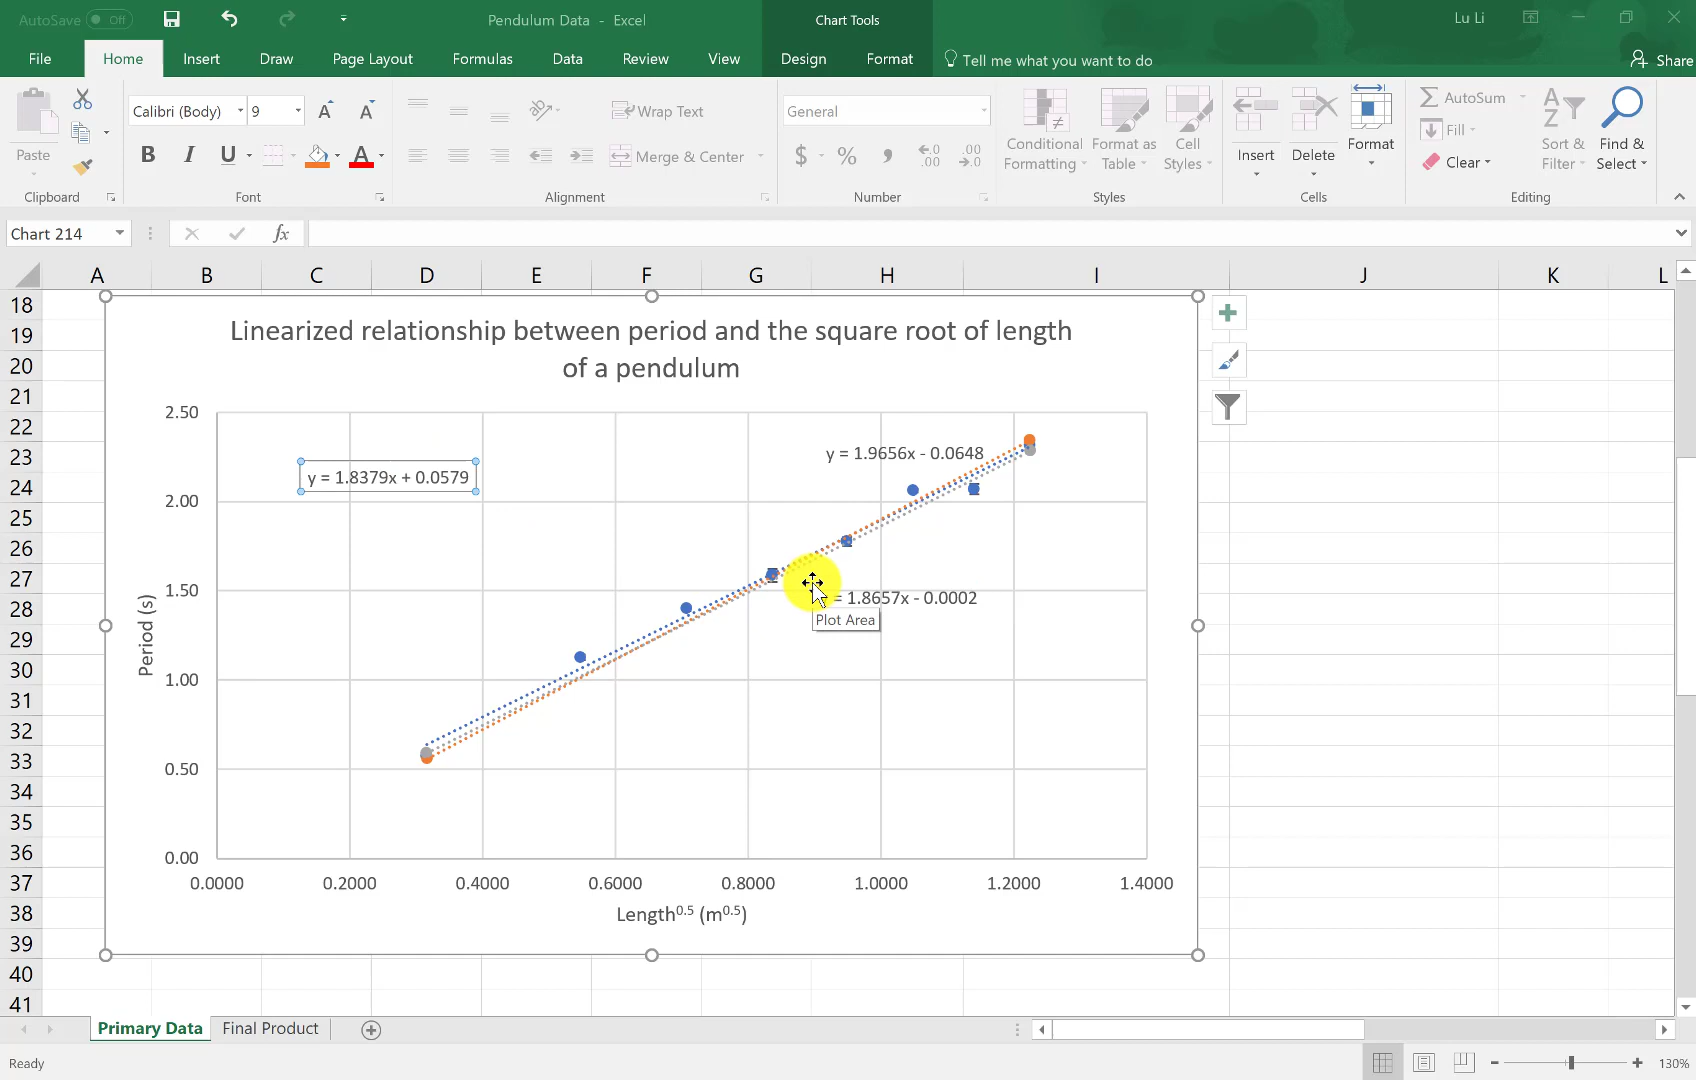 AutoSave Off
Pendulum Data - Excel
Chart Tools
Lu Li
File Home Insert Draw Page Layout Formulas Data Review View Design Format Tell me what you want to do Share
Paste
Clipboard
Calibri (Body) 9
B I U A
Font
Wrap Text
Merge & Center
Alignment
General
$ % , .00 .0
Number
Conditional Formatting
Format as Table
Cell Styles
Styles
Insert
Delete
Format
Cells
AutoSum
Fill
Clear
Sort & Filter
Find & Select
Editing
Chart 214
fx
A B C D E F G H I J K L
18
19
20
21
22
23
24
25
26
27
28
29
30
31
32
33
34
35
36
37
38
39
40
41
Linearized relationship between period and the square root of length
of a pendulum
2.50
2.00
1.50
1.00
0.50
0.00
Period (s)
y = 1.8379x + 0.0579
y = 1.9656x - 0.0648
= 1.8657x - 0.0002
Plot Area
0.0000 0.2000 0.4000 0.6000 0.8000 1.0000 1.2000 1.4000
Length0.5 (m0.5)
Primary Data Final Product
Ready
130%